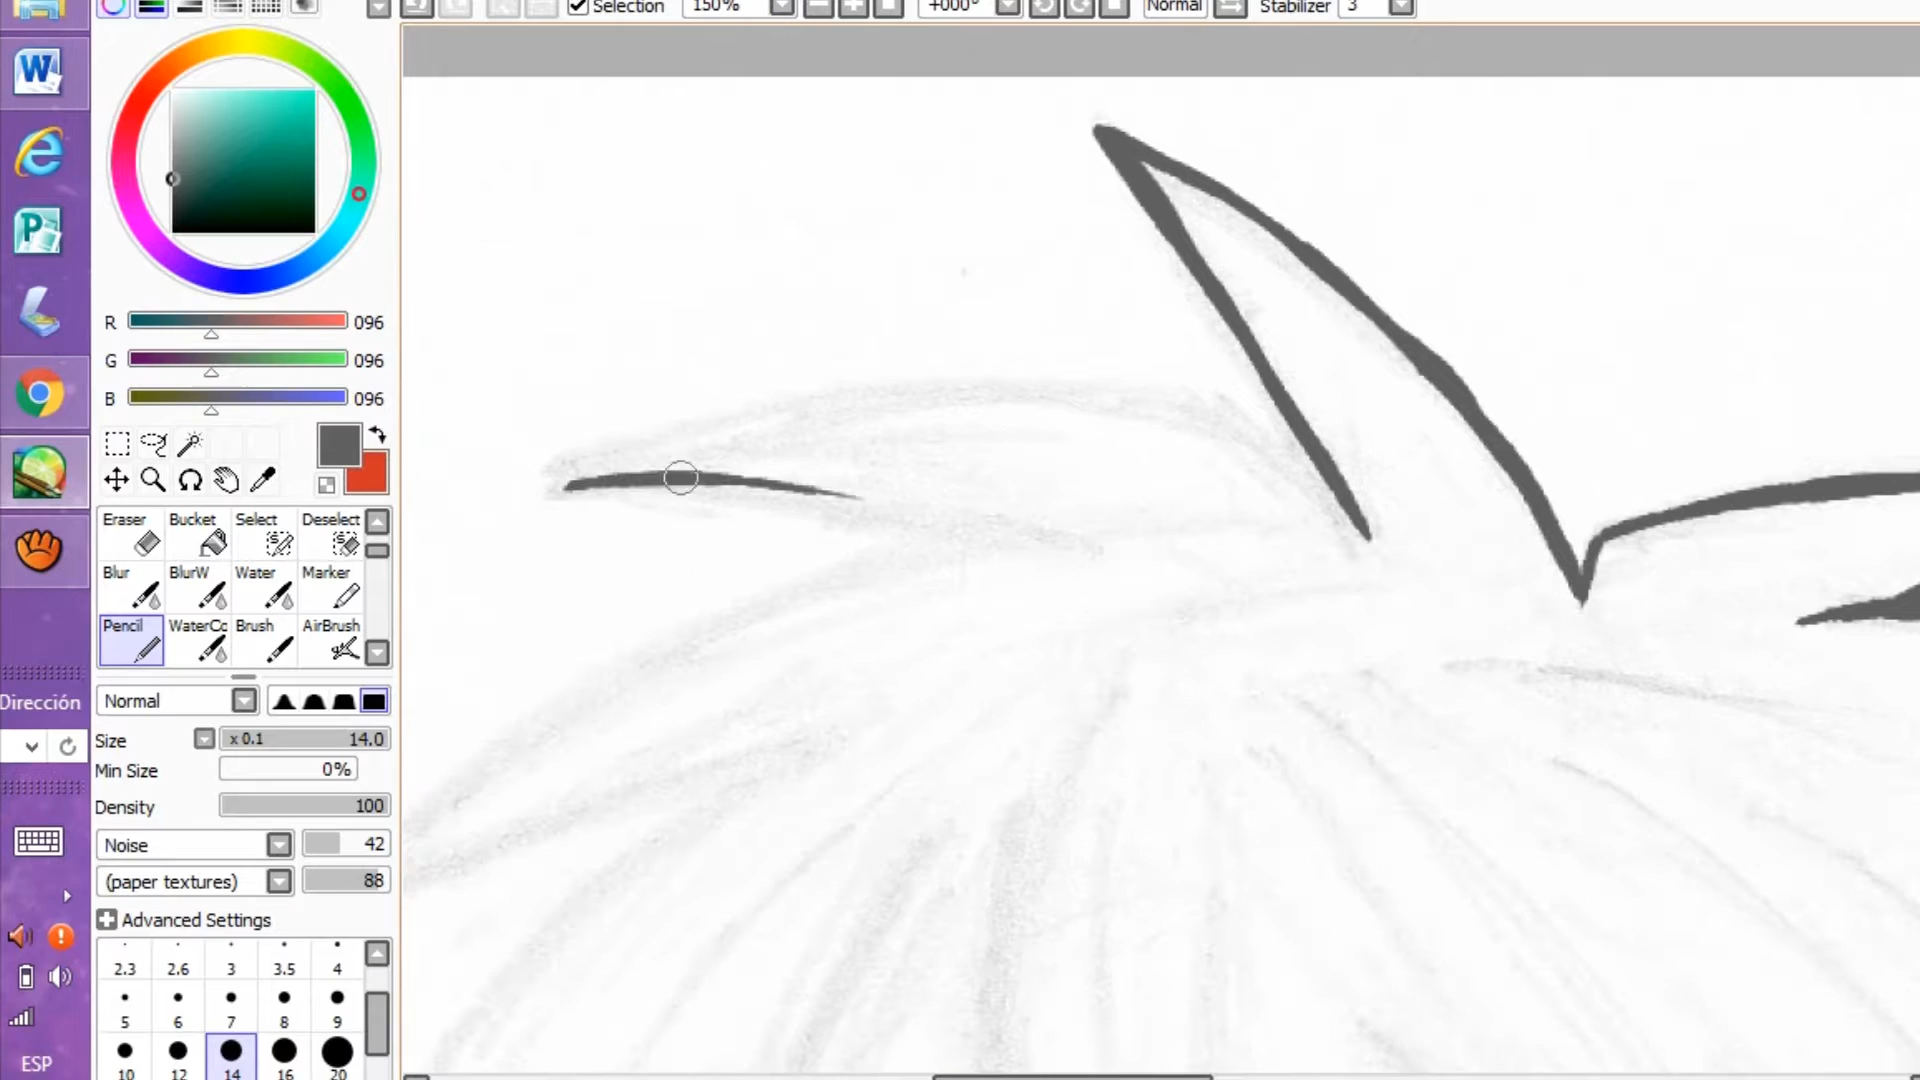 Selection 150% +000° Normal Stabilizer 3
W
P
R 096
G 096
B 096
Eraser Bucket Select Deselect
Blur BlurW Water Marker
Pencil WaterCo Brush AirBrush
Dirección
Normal
Size x 0.1 14.0
Min Size 0%
Density 100
Noise 42
(paper textures) 88
Advanced Settings
2.3 2.6 3 3.5 4
5 6 7 8 9
10 12 14 16 20
ESP